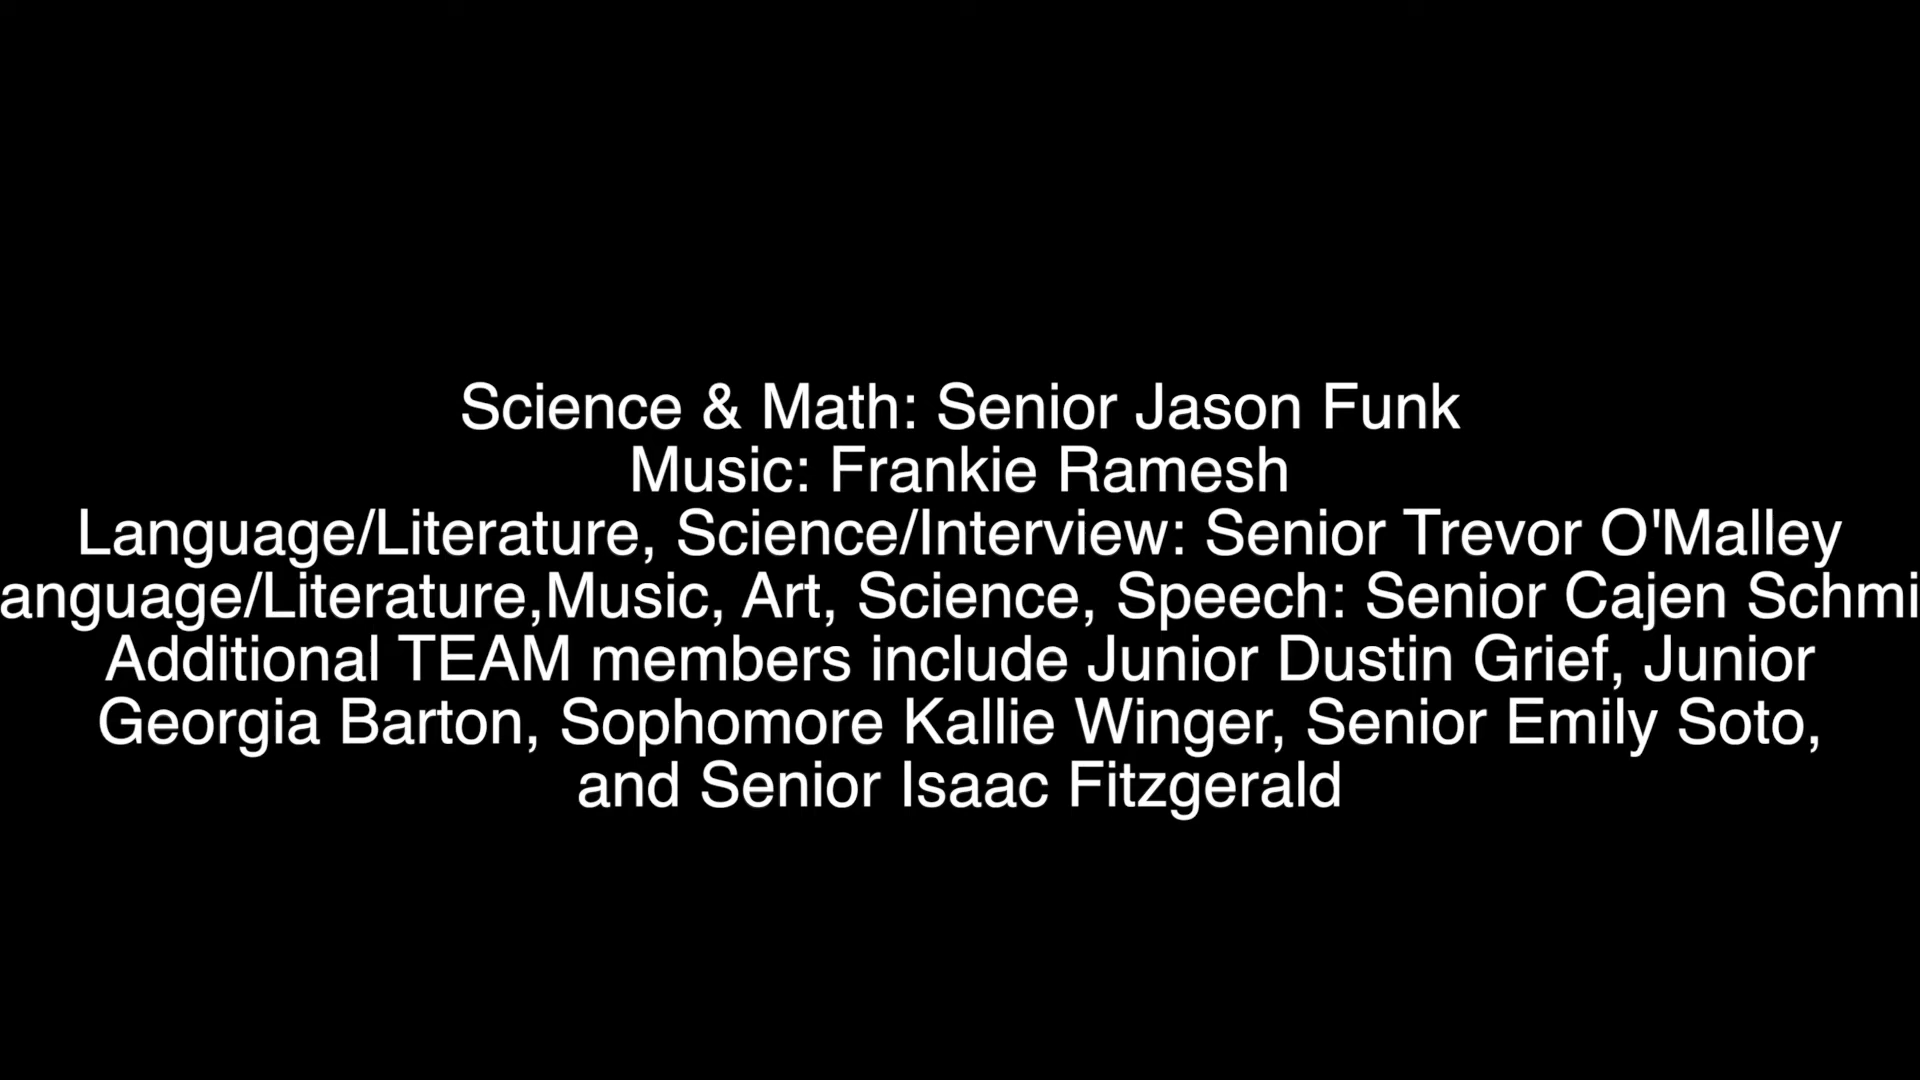 Science & Math: Senior Jason Funk
Music: Frankie Ramesh
Language/Literature, Science/Interview: Senior Trevor O'Malley
anguage/Literature,Music, Art, Science, Speech: Senior Cajen Schmi
Additional TEAM members include Junior Dustin Grief, Junior
Georgia Barton, Sophomore Kallie Winger, Senior Emily Soto,
and Senior Isaac Fitzgerald